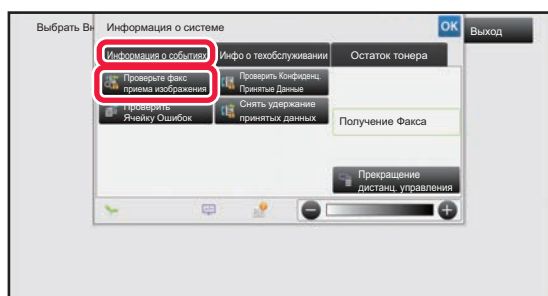 Выбрать Вн
Информация о системе
OK
Выход
Информация о событиях
Инфо о техобслуживании
Остаток тонера
Проверьте факс
приема изображения
Проверить Конфиденц.
Принятые Данные
Проверить
Ячейку Ошибок
Снять удержание
принятых данных
Получение Факса
Прекращение
дистанц. управления